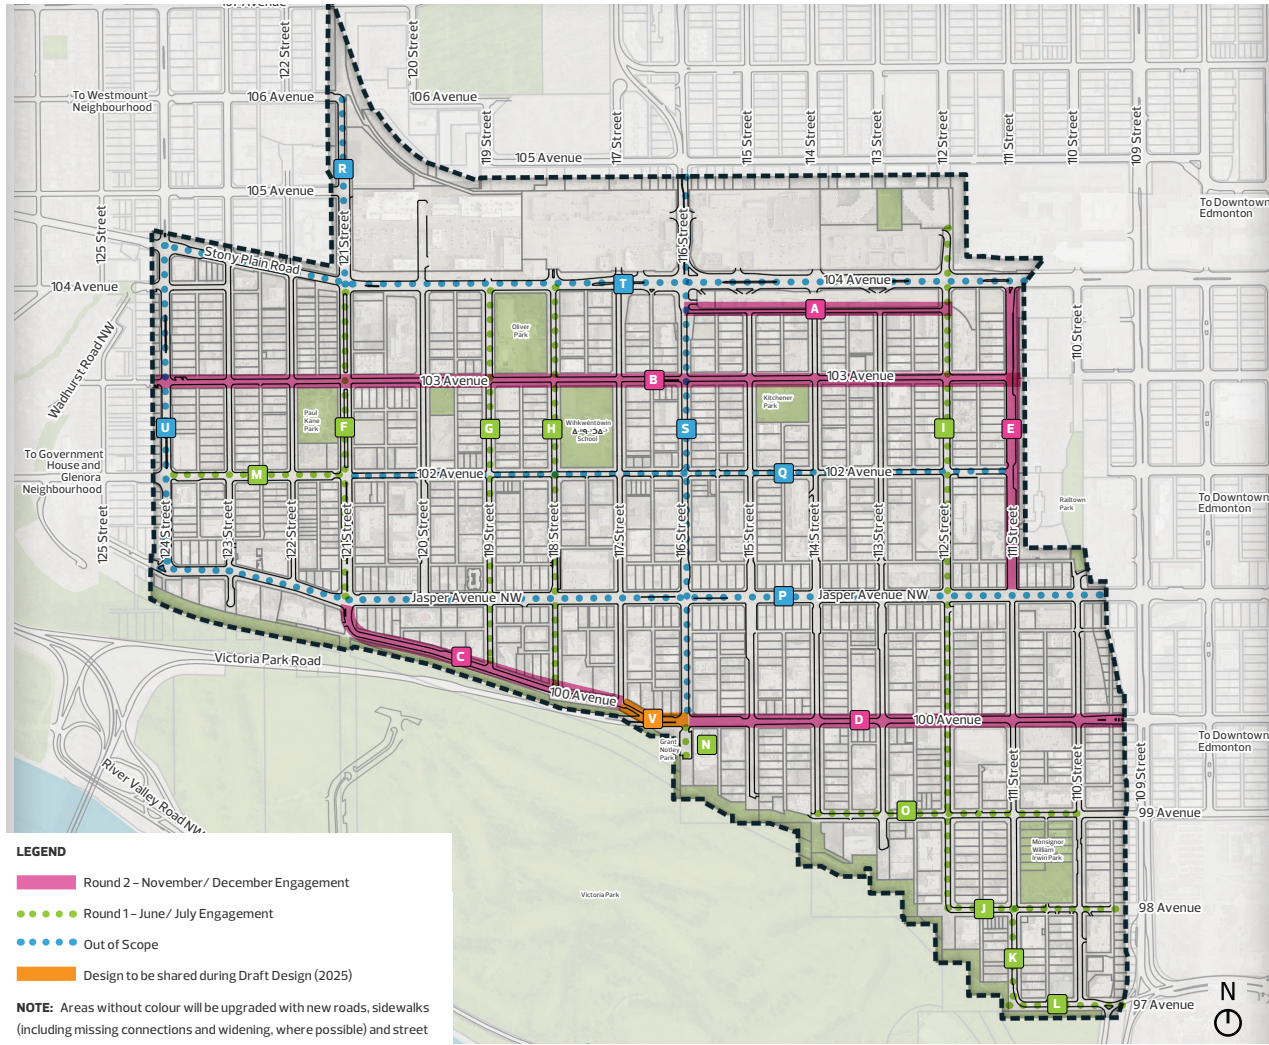 107 Avenue
122 Street
120 Street
To Westmount
Neighbourhood
106 Avenue
106 Avenue
119 Street
117 Street
115 Street
114 Street
113 Street
112 Street
111 Street
110 Street
109 Street
105 Avenue
R
105 Avenue
To Downtown
Edmonton
125 Street
121 Street
116 Street
Stony Plain Road
104 Avenue
T
104 Avenue
A
Oliver
Park
110 Street
Wadhurst Road NW
103 Avenue
B
103 Avenue
Kitchener
Park
Paul
Kane
Park
U
F
G
H
Wihkwentowin
School
S
I
E
To Government
House and
Glenora
Neighbourhood
M
102 Avenue
Q
102 Avenue
Railtown
Park
To Downtown
Edmonton
125 Street
124 Street
123 Street
122 Street
121 Street
120 Street
119 Street
118 Street
117 Street
116 Street
115 Street
114 Street
113 Street
112 Street
111 Street
Jasper Avenue NW
P
Jasper Avenue NW
Victoria Park Road
C
100 Avenue
V
D
100 Avenue
Grant
Notley
Park
N
To Downtown
Edmonton
111 Street
110 Street
109 Street
River Valley Road NW
O
99 Avenue
Monsignor
William
Irwin Park
Victoria Park
J
98 Avenue
K
L
97 Avenue
N
LEGEND
Round 2 – November/ December Engagement
Round 1 – June/ July Engagement
Out of Scope
Design to be shared during Draft Design (2025)
NOTE: Areas without colour will be upgraded with new roads, sidewalks
(including missing connections and widening, where possible) and street